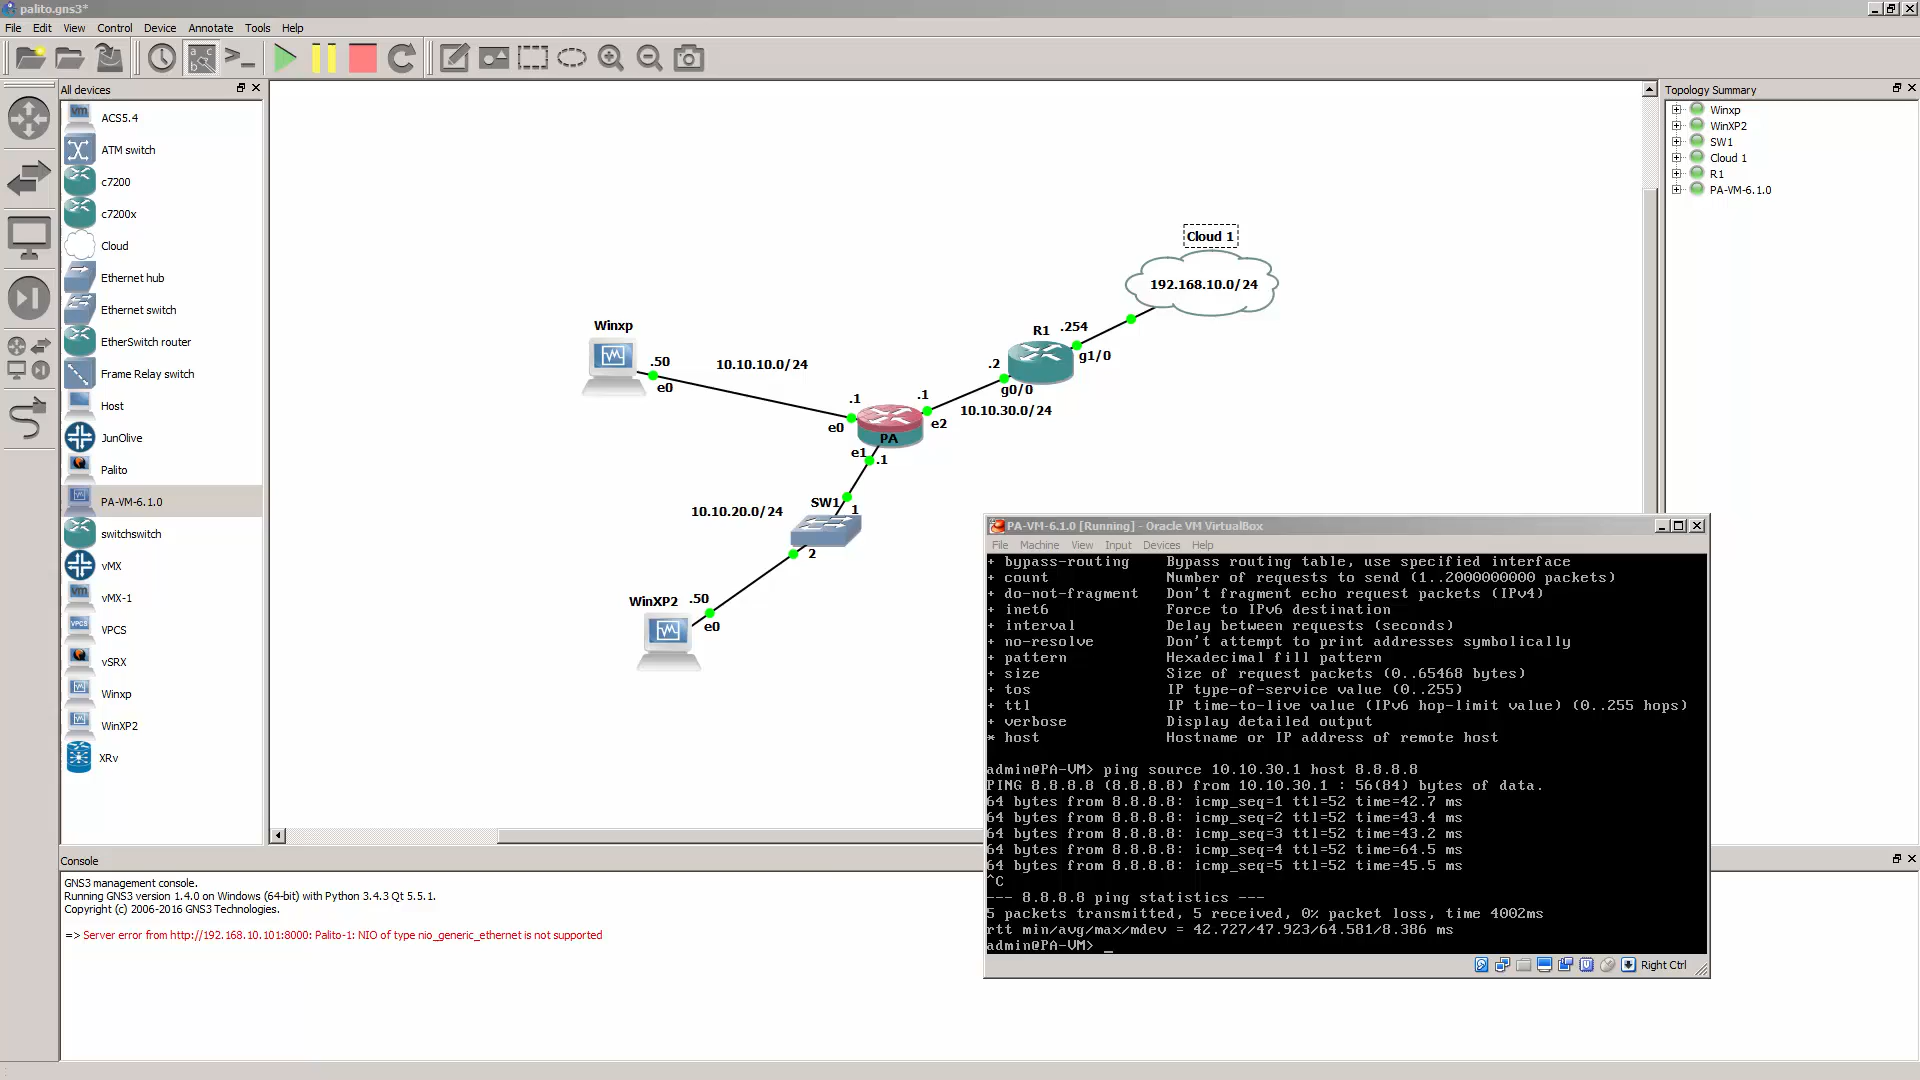 palito.gns3*
File Edit View Control Device Annotate Tools Help
All devices
ACS5.4
ATM switch
c7200
c7200x
Cloud
Ethernet hub
Ethernet switch
EtherSwitch router
Frame Relay switch
Host
JunOlive
Palito
PA-VM-6.1.0
switchswitch
vMX
vMX-1
VPCS
vSRX
Winxp
WinXP2
XRv
Cloud 1
192.168.10.0/24
Winxp
.50
e0
10.10.10.0/24
R1
.254
g1/0
.2
g0/0
10.10.30.0/24
.1
e0
.1
e2
PA
e1
.1
10.10.20.0/24
SW1
1
2
WinXP2
.50
e0
Topology Summary
Winxp
WinXP2
SW1
Cloud 1
R1
PA-VM-6.1.0
PA-VM-6.1.0 [Running] - Oracle VM VirtualBox
File Machine View Input Devices Help
+ bypass-routing Bypass routing table, use specified interface
+ count Number of requests to send (1..2000000000 packets)
+ do-not-fragment Don't fragment echo request packets (IPv4)
+ inet6 Force to IPv6 destination
+ interval Delay between requests (seconds)
+ no-resolve Don't attempt to print addresses symbolically
+ pattern Hexadecimal fill pattern
+ size Size of request packets (0..65468 bytes)
+ tos IP type-of-service value (0..255)
+ ttl IP time-to-live value (IPv6 hop-limit value) (0..255 hops)
+ verbose Display detailed output
* host Hostname or IP address of remote host
admin@PA-VM> ping source 10.10.30.1 host 8.8.8.8
PING 8.8.8.8 (8.8.8.8) from 10.10.30.1 : 56(84) bytes of data.
64 bytes from 8.8.8.8: icmp_seq=1 ttl=52 time=42.7 ms
64 bytes from 8.8.8.8: icmp_seq=2 ttl=52 time=43.4 ms
64 bytes from 8.8.8.8: icmp_seq=3 ttl=52 time=43.2 ms
64 bytes from 8.8.8.8: icmp_seq=4 ttl=52 time=64.5 ms
64 bytes from 8.8.8.8: icmp_seq=5 ttl=52 time=45.5 ms
^C
--- 8.8.8.8 ping statistics ---
5 packets transmitted, 5 received, 0% packet loss, time 4002ms
rtt min/avg/max/mdev = 42.727/47.923/64.581/8.386 ms
admin@PA-VM> _
Right Ctrl
Console
GNS3 management console.
Running GNS3 version 1.4.0 on Windows (64-bit) with Python 3.4.3 Qt 5.5.1.
Copyright (c) 2006-2016 GNS3 Technologies.
=> Server error from http://192.168.10.101:8000: Palito-1: NIO of type nio_generic_ethernet is not supported